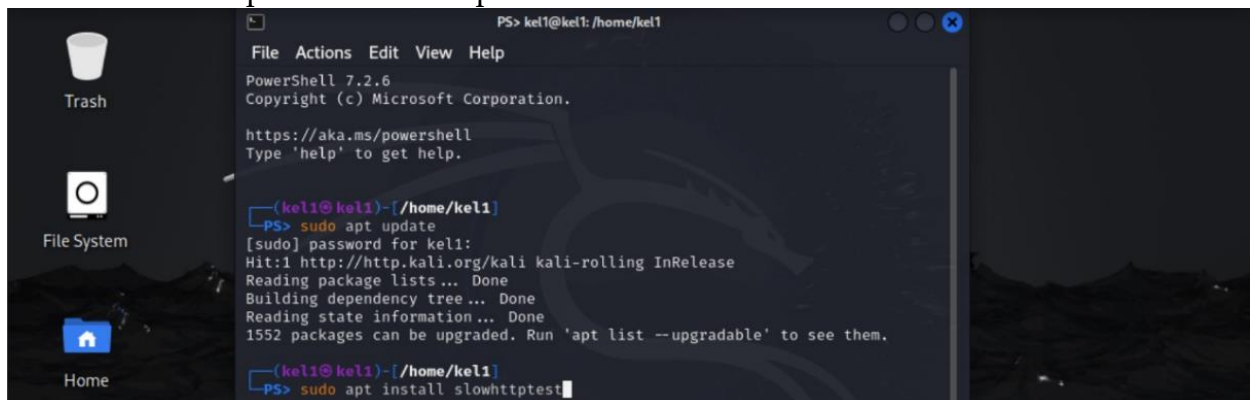 PS> kel1@kel1: /home/kel1
File Actions Edit View Help
PowerShell 7.2.6
Copyright (c) Microsoft Corporation.
https://aka.ms/powershell
Type 'help' to get help.
┌──(kel1㉿kel1)-[/home/kel1]
└─PS> sudo apt update
[sudo] password for kel1:
Hit:1 http://http.kali.org/kali kali-rolling InRelease
Reading package lists... Done
Building dependency tree... Done
Reading state information... Done
1552 packages can be upgraded. Run 'apt list --upgradable' to see them.
┌──(kel1㉿kel1)-[/home/kel1]
└─PS> sudo apt install slowhttptest
Trash
File System
Home